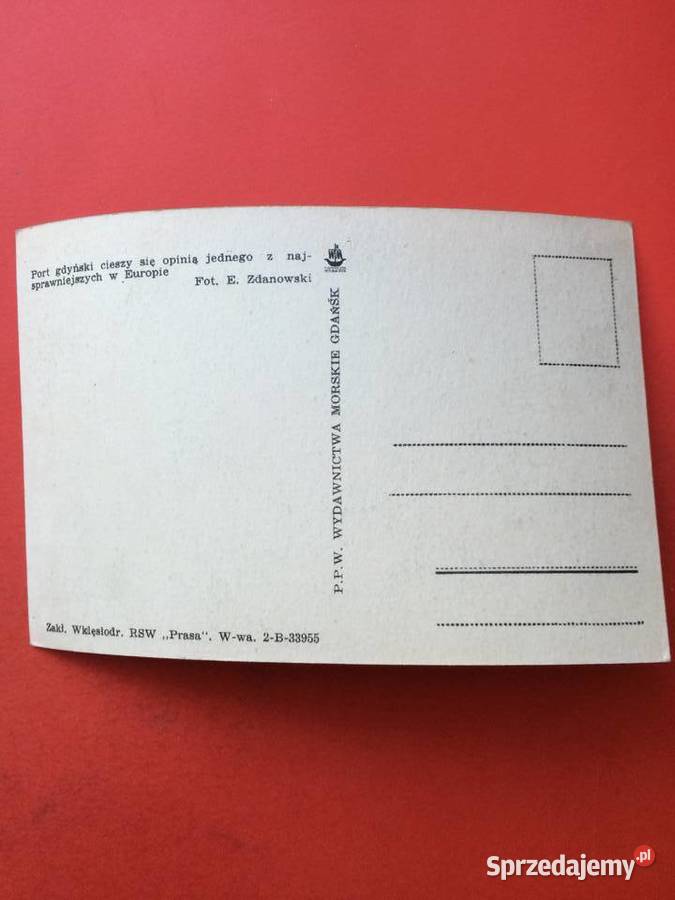 Port gdyński cieszy się opinią jednego z naj-
sprawniejszych w Europie
Fot. E. Zdanowski
WM
P.P.W. WYDAWNICTWA MORSKIE GDAŃSK
Zakł. Wklęsłodr. RSW „Prasa". W-wa. 2-B-33955
Sprzedajemy.pl